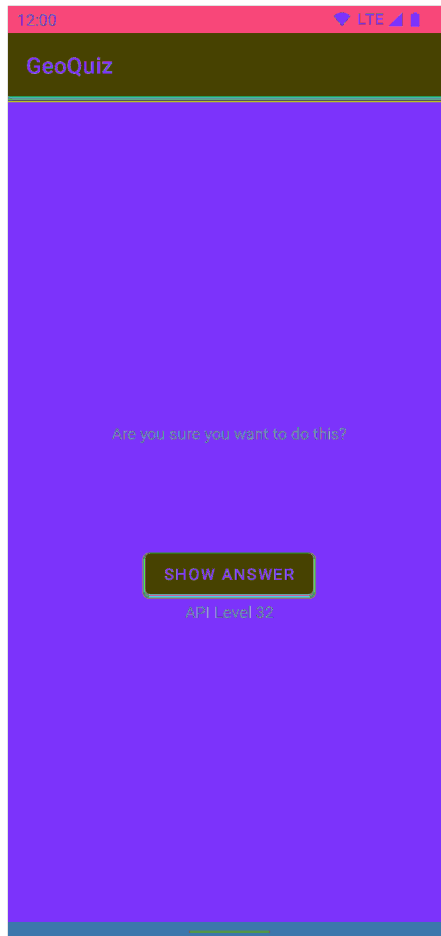 12:00 LTE
GeoQuiz
Are you sure you want to do this?
SHOW ANSWER
API Level 32